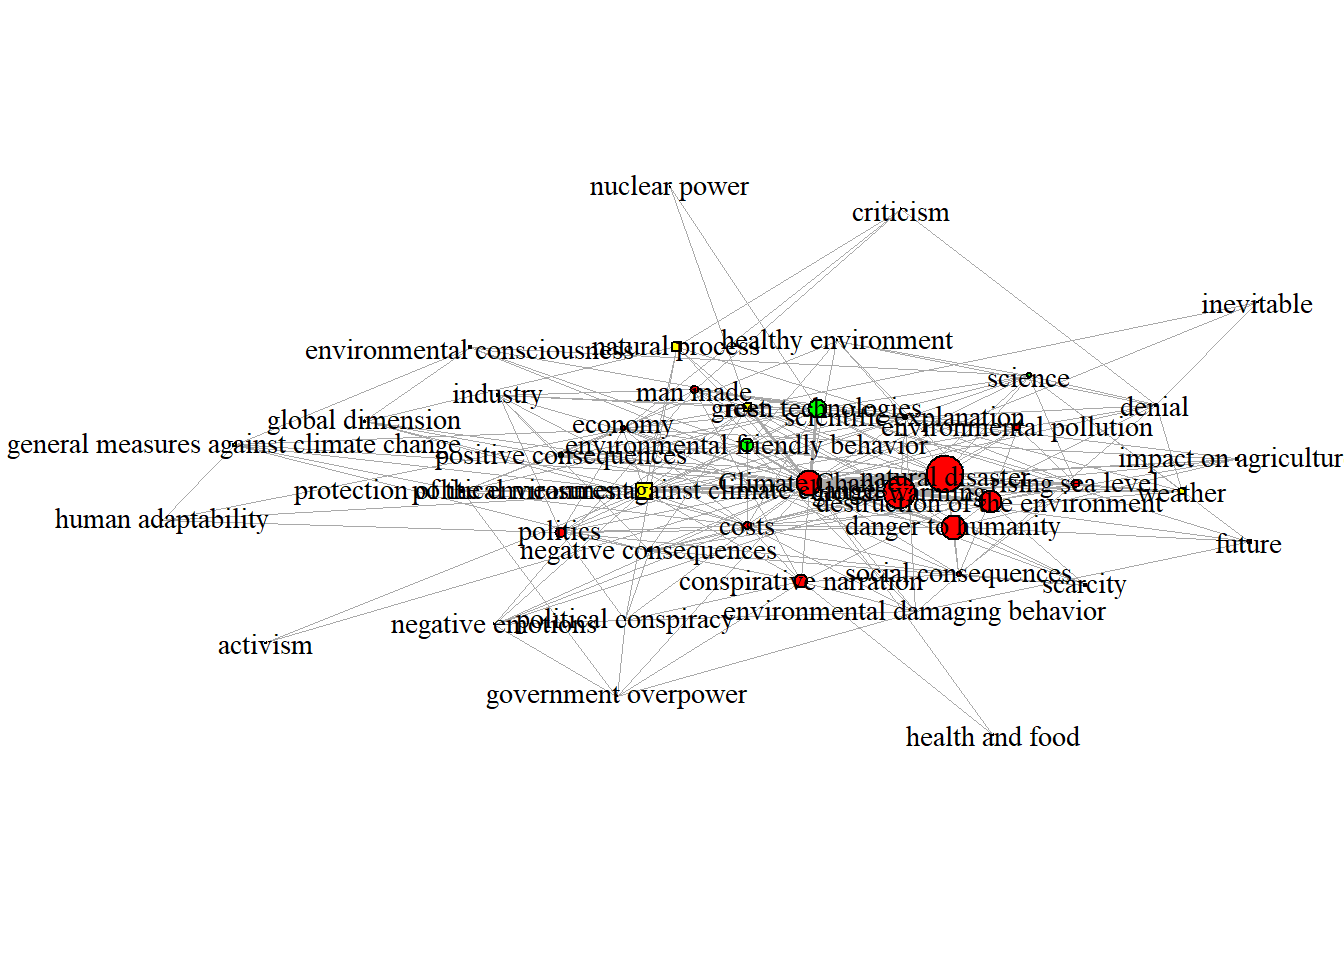 nuclear power
criticism
inevitable
healthy environment
environmental consciousness
natural process
science
man made
industry
denial
green technologies
scientific explanation
global dimension
economy
environmental pollution
general measures against climate change
environmental friendly behavior
positive consequences
impact on agricultur
natural disaster
Climate Change
rising sea level
protection of the environment
political measures against climate change
global warming
weather
destruction of the environment
human adaptability
politics
costs
danger to humanity
future
negative consequences
social consequences
conspirative narration
scarcity
environmental damaging behavior
political conspiracy
negative emotions
activism
government overpower
health and food